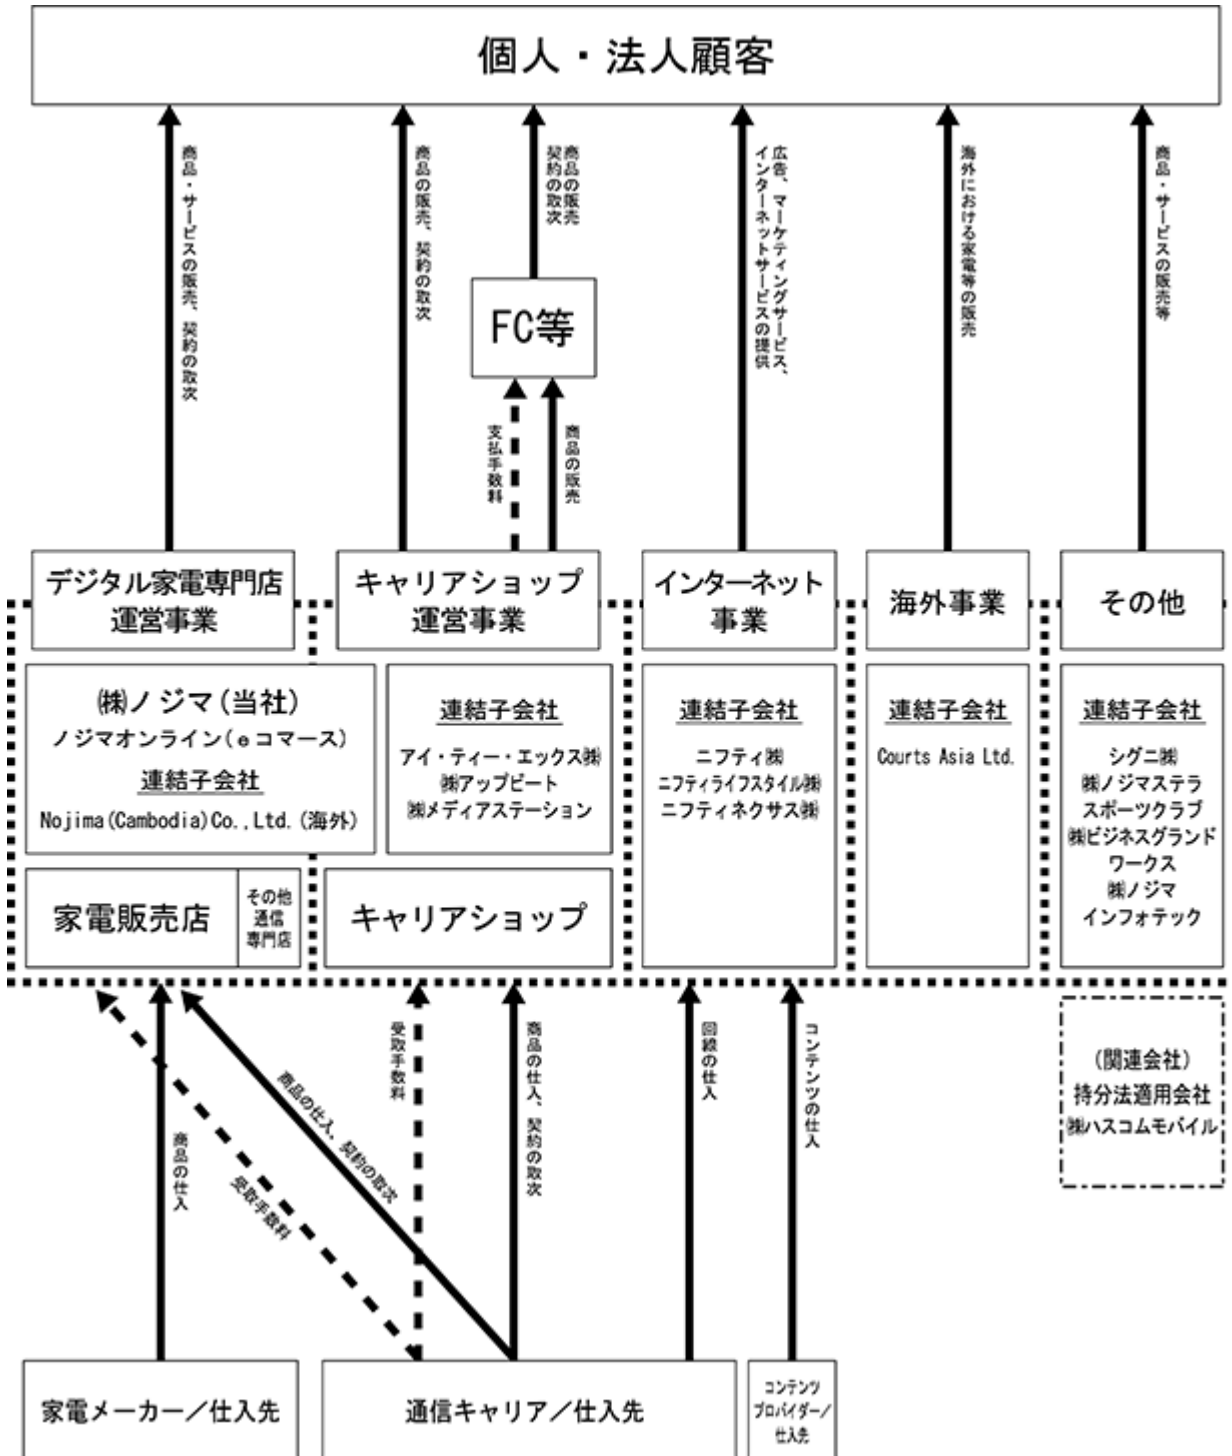 個人・法人顧客
商品・サービスの販売、契約の取次
商品の販売、契約の取次
商品の販売
契約の取次
広告、マーケティングサービス、
インターネットサービスの提供
海外における家電等の販売
商品・サービスの販売等
FC等
支払手数料
商品の販売
デジタル家電専門店
運営事業
キャリアショップ
運営事業
インターネット
事業
海外事業
その他
㈱ノジマ(当社)
ノジマオンライン(eコマース)
連結子会社
Nojima(Cambodia)Co.,Ltd.(海外)
連結子会社
アイ・ティー・エックス㈱
㈱アップビート
㈱メディアステーション
連結子会社
ニフティ㈱
ニフティライフスタイル㈱
ニフティネクサス㈱
連結子会社
Courts Asia Ltd.
連結子会社
シグニ㈱
㈱ノジマステラ
スポーツクラブ
㈱ビジネスグランド
ワークス
㈱ノジマ
インフォテック
家電販売店
その他
通信
専門店
キャリアショップ
商品の仕入
受取手数料
商品の仕入、契約の取次
受取手数料
商品の仕入、契約の取次
回線の仕入
コンテンツの仕入
(関連会社)
持分法適用会社
㈱ハスコムモバイル
家電メーカー/仕入先
通信キャリア/仕入先
コンテンツ
プロバイダー/
仕入先